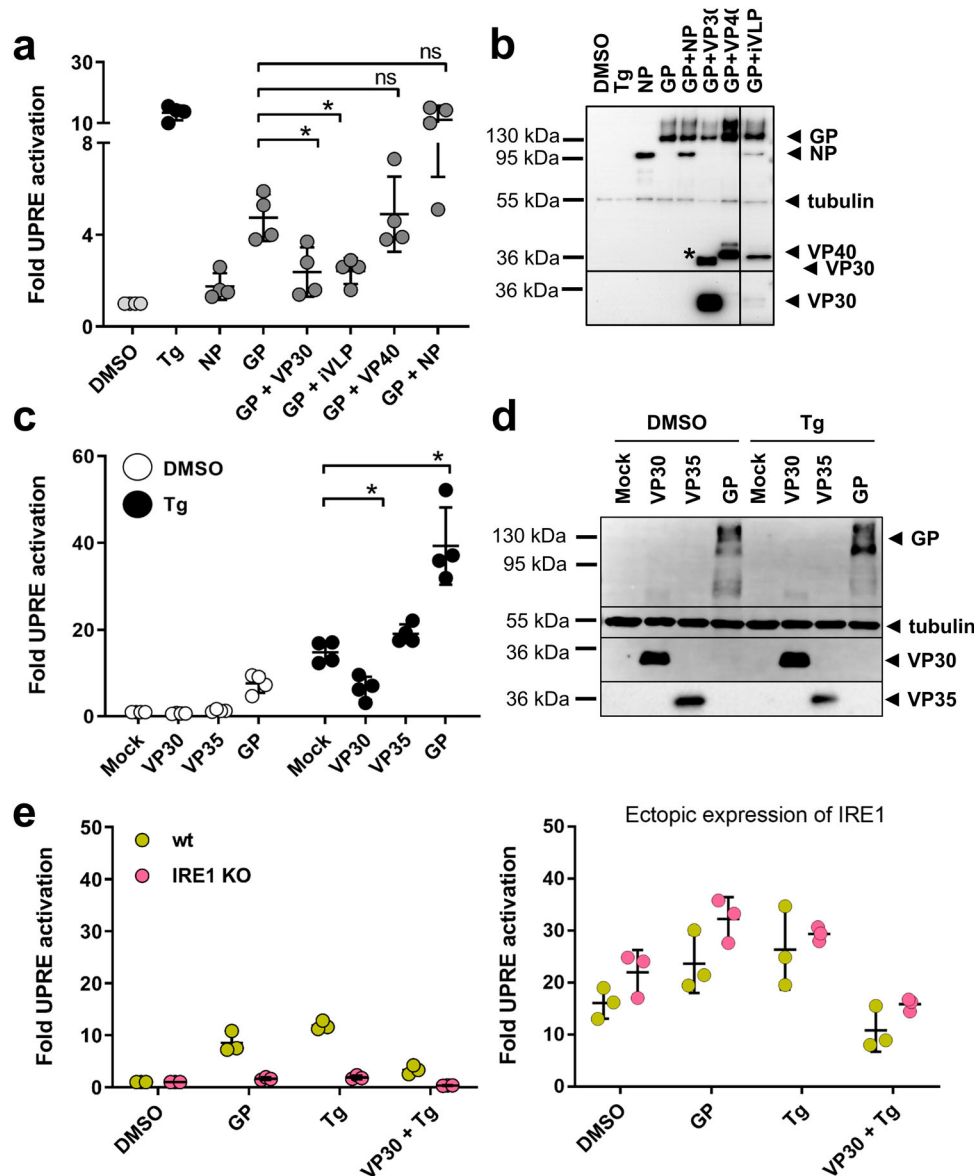 a
Fold UPRE activation
30
10
8
4
0
ns
ns
*
*
DMSO
Tg
NP
GP
GP + VP30
GP + iVLP
GP + VP40
GP + NP
b
DMSO
Tg
NP
GP
GP+NP
GP+VP30
GP+VP40
GP+iVLP
130 kDa
95 kDa
55 kDa
36 kDa
36 kDa
*
GP
NP
tubulin
VP40
VP30
VP30
c
Fold UPRE activation
60
40
20
0
DMSO
Tg
*
*
Mock
VP30
VP35
GP
Mock
VP30
VP35
GP
d
DMSO Tg
Mock
VP30
VP35
GP
Mock
VP30
VP35
GP
130 kDa
95 kDa
55 kDa
36 kDa
36 kDa
GP
tubulin
VP30
VP35
e
Fold UPRE activation
50
40
30
20
10
0
wt
IRE1 KO
DMSO
GP
Tg
VP30 + Tg
Ectopic expression of IRE1
Fold UPRE activation
50
40
30
20
10
0
DMSO
GP
Tg
VP30 + Tg